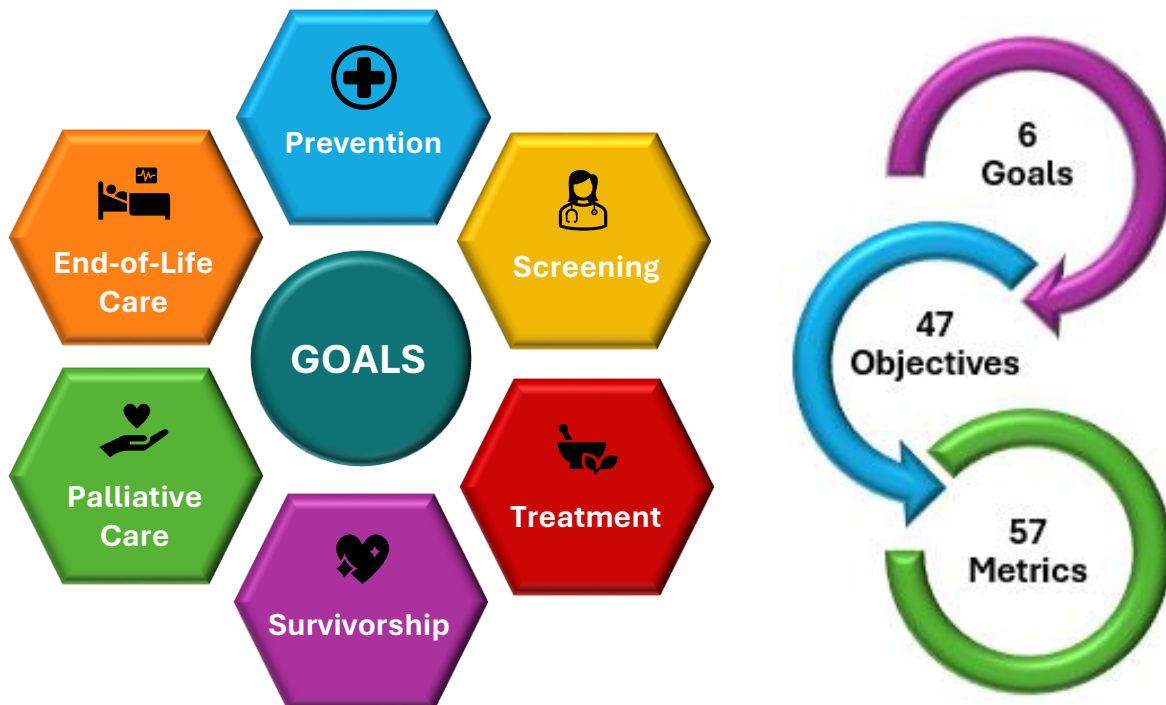 Prevention
Screening
Treatment
Survivorship
Palliative
Care
End-of-Life
Care
GOALS
6
Goals
47
Objectives
57
Metrics